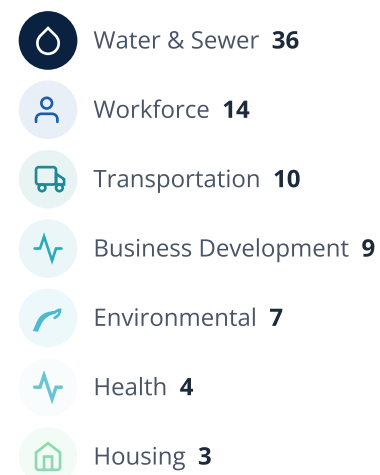 Water & Sewer 36
Workforce 14
Transportation 10
Business Development 9
Environmental 7
Health 4
Housing 3